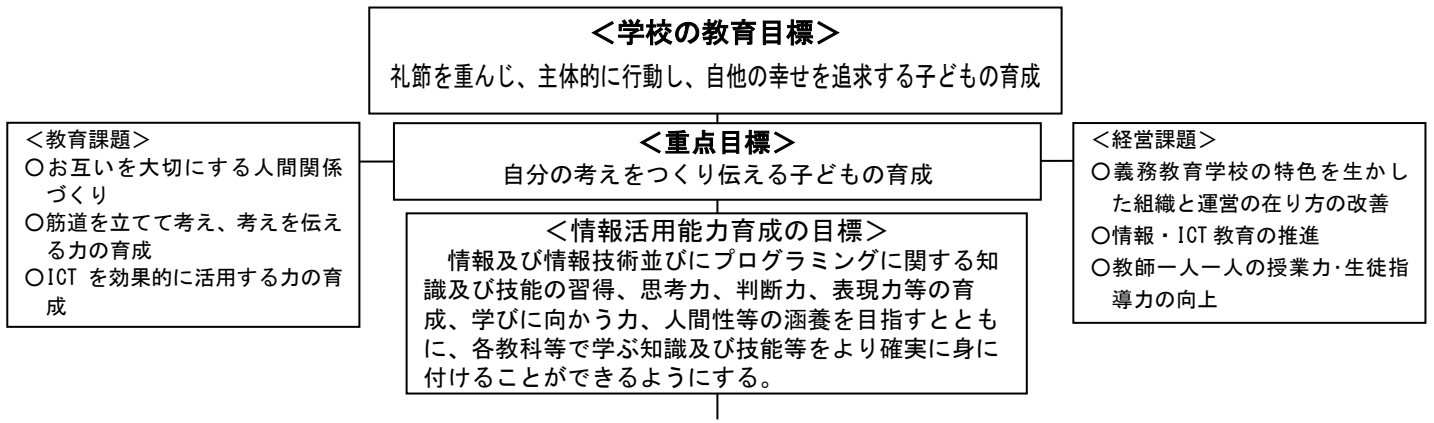 ＜学校の教育目標＞
礼節を重んじ、主体的に行動し、自他の幸せを追求する子どもの育成
＜教育課題＞
○お互いを大切にする人間関係
づくり
○筋道を立てて考え、考えを伝え
る力の育成
○ICT を効果的に活用する力の育
成
＜重点目標＞
自分の考えをつくり伝える子どもの育成
＜経営課題＞
○義務教育学校の特色を生かし
た組織と運営の在り方の改善
○情報・ICT 教育の推進
○教師一人一人の授業力･生徒指
導力の向上
＜情報活用能力育成の目標＞
情報及び情報技術並びにプログラミングに関する知
識及び技能の習得、思考力、判断力、表現力等の育
成、学びに向かう力、人間性等の涵養を目指すととも
に、各教科等で学ぶ知識及び技能等をより確実に身に
付けることができるようにする。